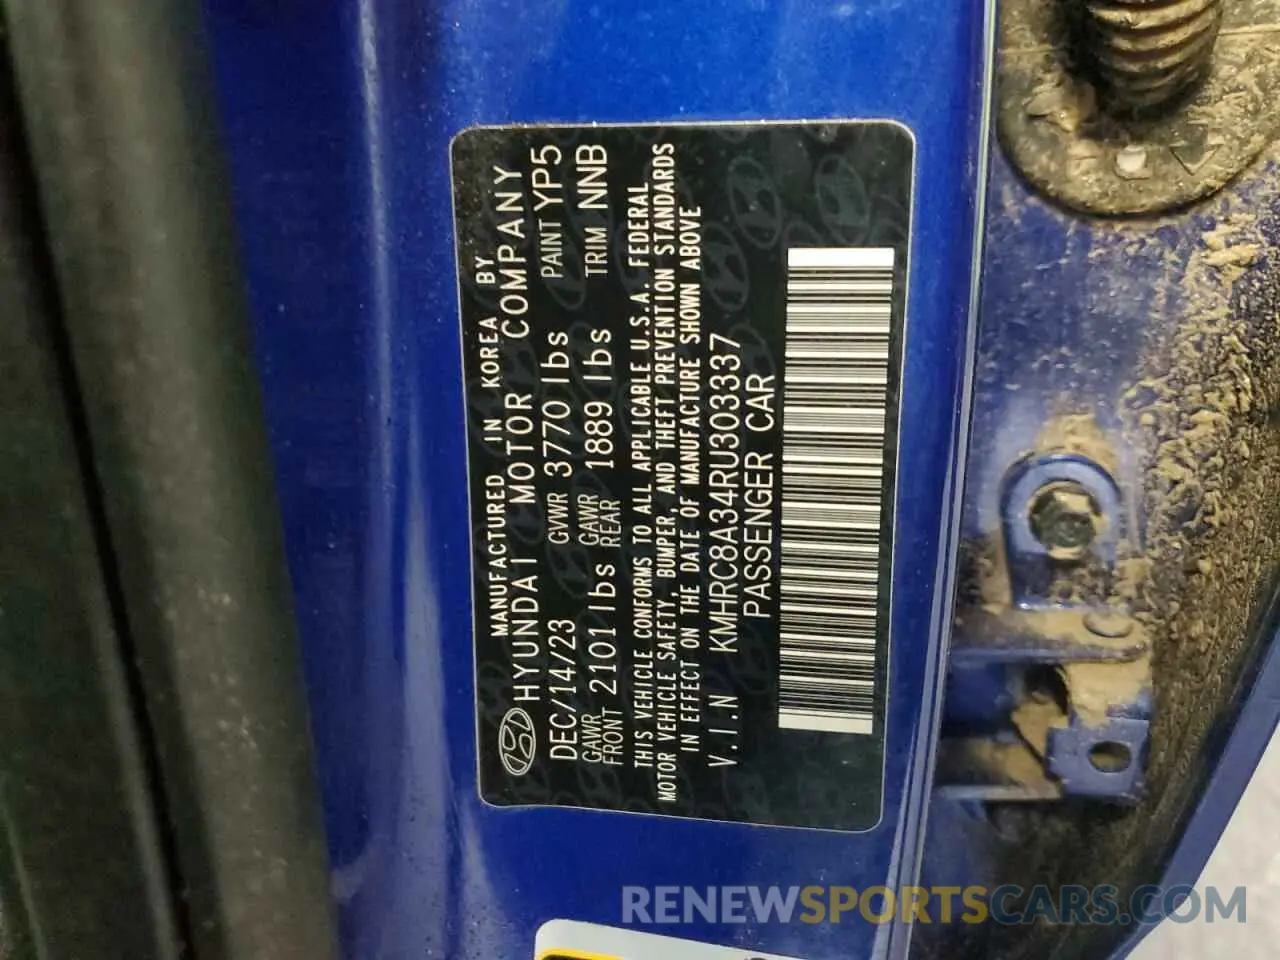 MANUFACTURED IN KOREA BY
HYUNDAI MOTOR COMPANY
DEC/14/23 GVWR 3770 lbs PAINT YP5
GAWR FRONT 2101 lbs GAWR REAR 1889 lbs TRIM NNB
THIS VEHICLE CONFORMS TO ALL APPLICABLE U.S.A. FEDERAL
MOTOR VEHICLE SAFETY, BUMPER, AND THEFT PREVENTION STANDARDS
IN EFFECT ON THE DATE OF MANUFACTURE SHOWN ABOVE
V.I.N KMHRC8A34RU303337
PASSENGER CAR
RENEWSPORTSCARS.COM